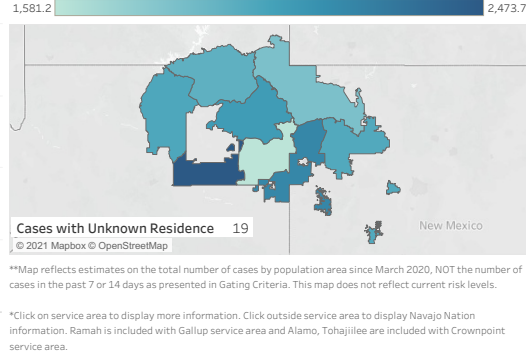 1,581.2 2,473.7
New Mexico
Cases with Unknown Residence 19
© 2021 Mapbox © OpenStreetMap
**Map reflects estimates on the total number of cases by population area since March 2020, NOT the number of
cases in the past 7 or 14 days as presented in Gating Criteria. This map does not reflect current risk levels.
*Click on service area to display more information. Click outside service area to display Navajo Nation
information. Ramah is included with Gallup service area and Alamo, Tohajiilee are included with Crownpoint
service area.